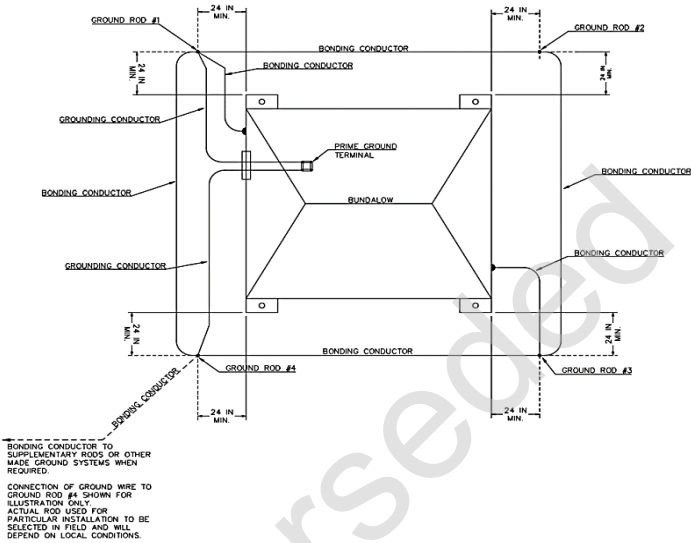 24 IN
MIN.
24 IN
MIN.
GROUND ROD #1
GROUND ROD #2
BONDING CONDUCTOR
24 IN
MIN.
BONDING CONDUCTOR
24 IN
MIN.
GROUNDING CONDUCTOR
PRIME GROUND
TERMINAL
BONDING CONDUCTOR
BONDING CONDUCTOR
BUNDALOW
BONDING CONDUCTOR
GROUNDING CONDUCTOR
24 IN
MIN.
24 IN
MIN.
BONDING CONDUCTOR
GROUND ROD #4
GROUND ROD #3
BONDING CONDUCTOR
24 IN
MIN.
24 IN
MIN.
BONDING CONDUCTOR TO
SUPPLEMENTARY RODS OR OTHER
MADE GROUND SYSTEMS WHEN
REQUIRED.
CONNECTION OF GROUND WIRE TO
GROUND ROD #4 SHOWN FOR
ILLUSTRATION ONLY.
ACTUAL ROD USED FOR
PARTICULAR INSTALLATION TO BE
SELECTED IN FIELD AND WILL
DEPEND ON LOCAL CONDITIONS.
rseded